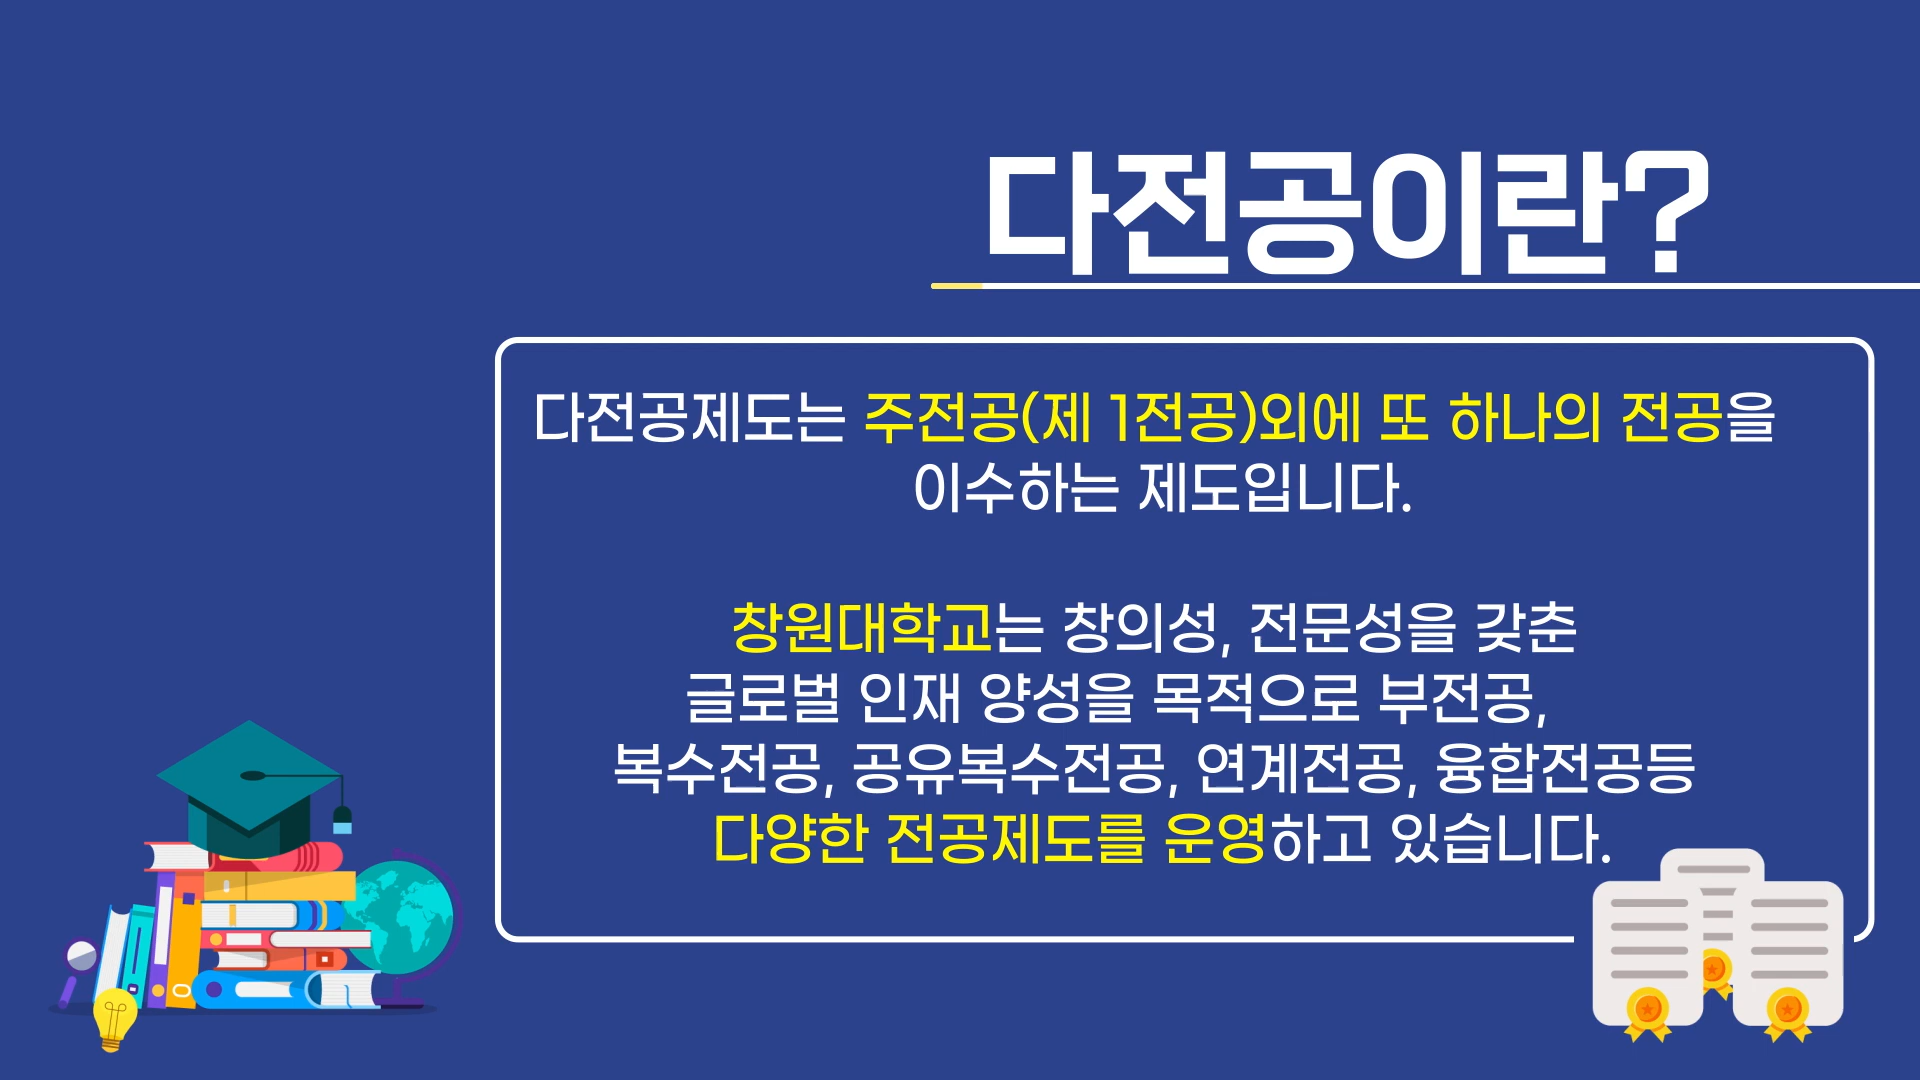 다전공이란?
다전공제도는 주전공(제 1전공)외에 또 하나의 전공을
이수하는 제도입니다.
창원대학교는 창의성, 전문성을 갖춘
글로벌 인재 양성을 목적으로 부전공,
복수전공, 공유복수전공, 연계전공, 융합전공등
다양한 전공제도를 운영하고 있습니다.